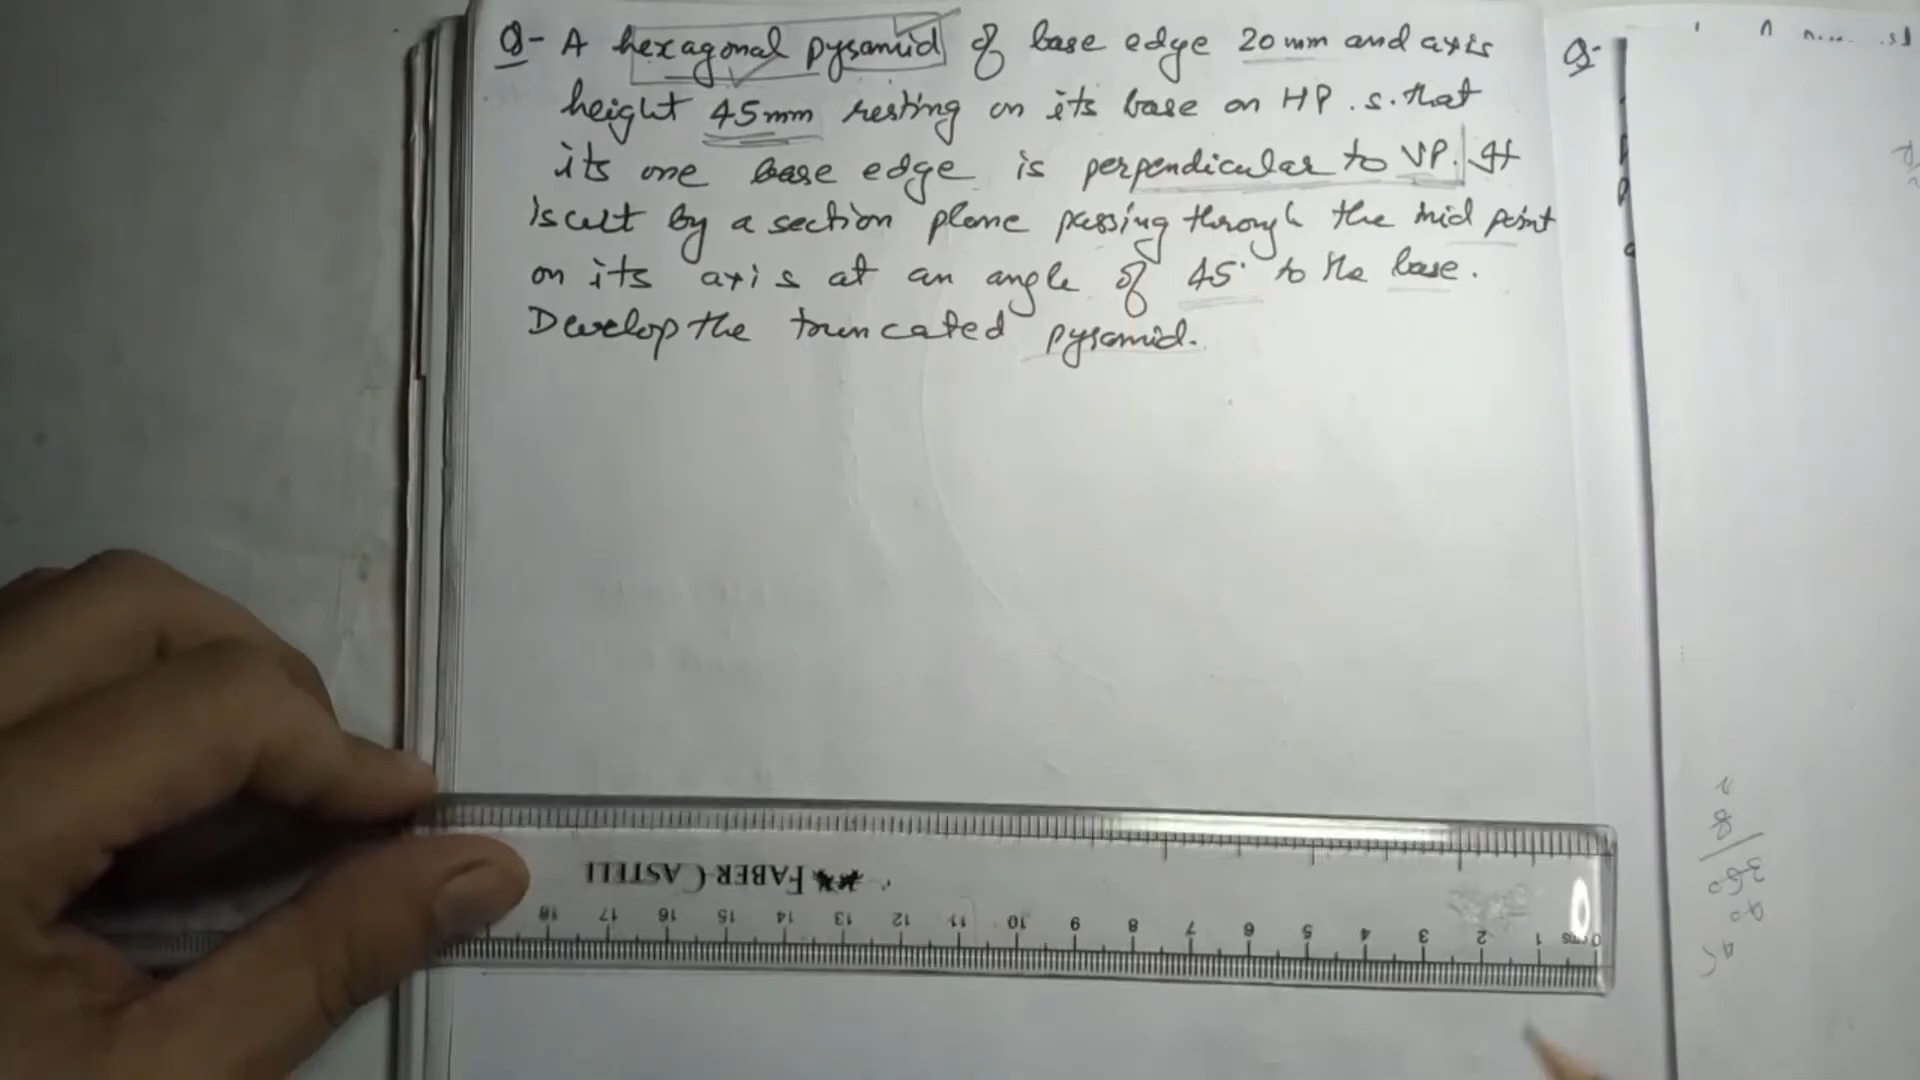 Q- A hexagonal pyramid of base edge 20 mm and axis
height 45mm resting on its base on HP. s. that
its one base edge is perpendicular to VP. It
is cut by a section plane passing through the mid point
on its axis at an angle of 45° to the base.
Develop the truncated pyramid.
Q-
FABER-CASTELL
18 17 16 15 14 13 12 11 10 9 8 7 6 5 4 3 2 1 0 cms